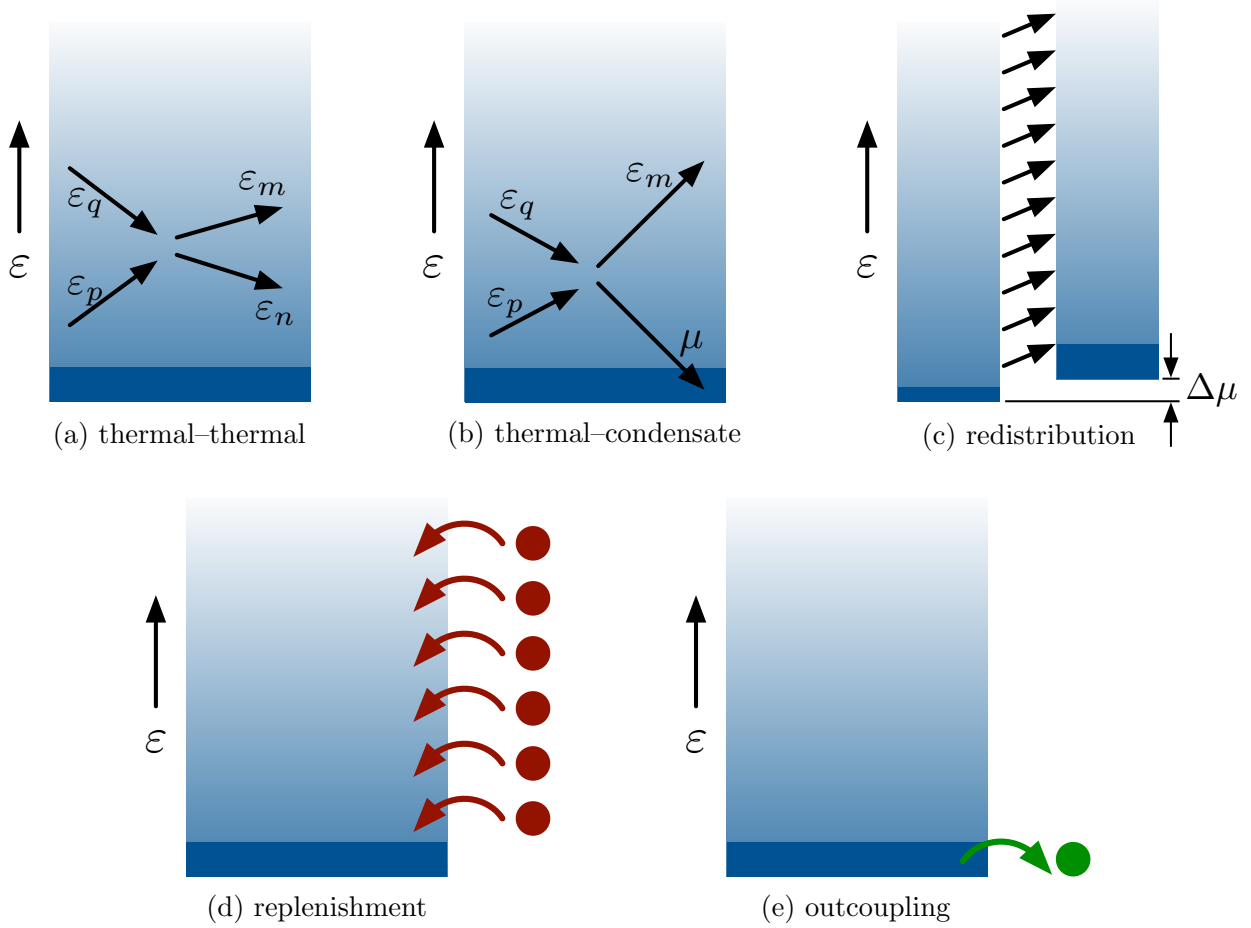 ε
ε_q
ε_p
ε_m
ε_n
(a) thermal–thermal
ε
ε_q
ε_p
ε_m
μ
(b) thermal–condensate
ε
Δμ
(c) redistribution
ε
(d) replenishment
ε
(e) outcoupling